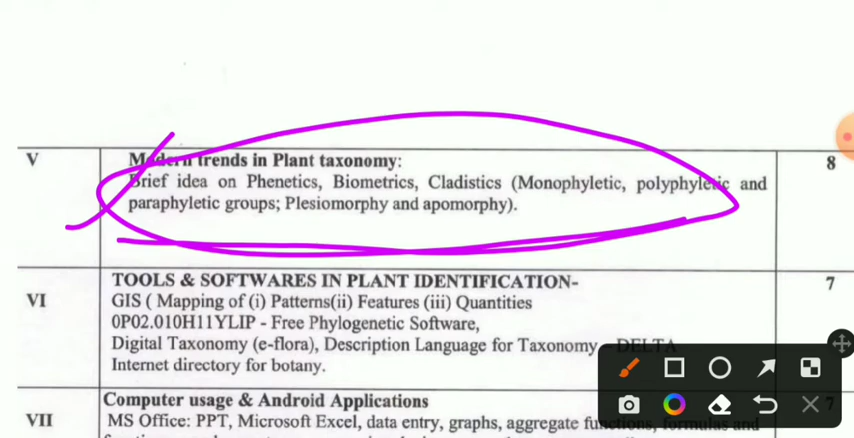 V Modern trends in Plant taxonomy: 8
Brief idea on Phenetics, Biometrics, Cladistics (Monophyletic, polyphyletic and
paraphyletic groups; Plesiomorphy and apomorphy).
TOOLS & SOFTWARES IN PLANT IDENTIFICATION- 7
VI GIS ( Mapping of (i) Patterns(ii) Features (iii) Quantities
0P02.010H11YLIP - Free Phylogenetic Software,
Digital Taxonomy (e-flora), Description Language for Taxonomy - DELTA
Internet directory for botany.
Computer usage & Android Applications 7
VII MS Office: PPT, Microsoft Excel, data entry, graphs, aggregate functions, formulas and